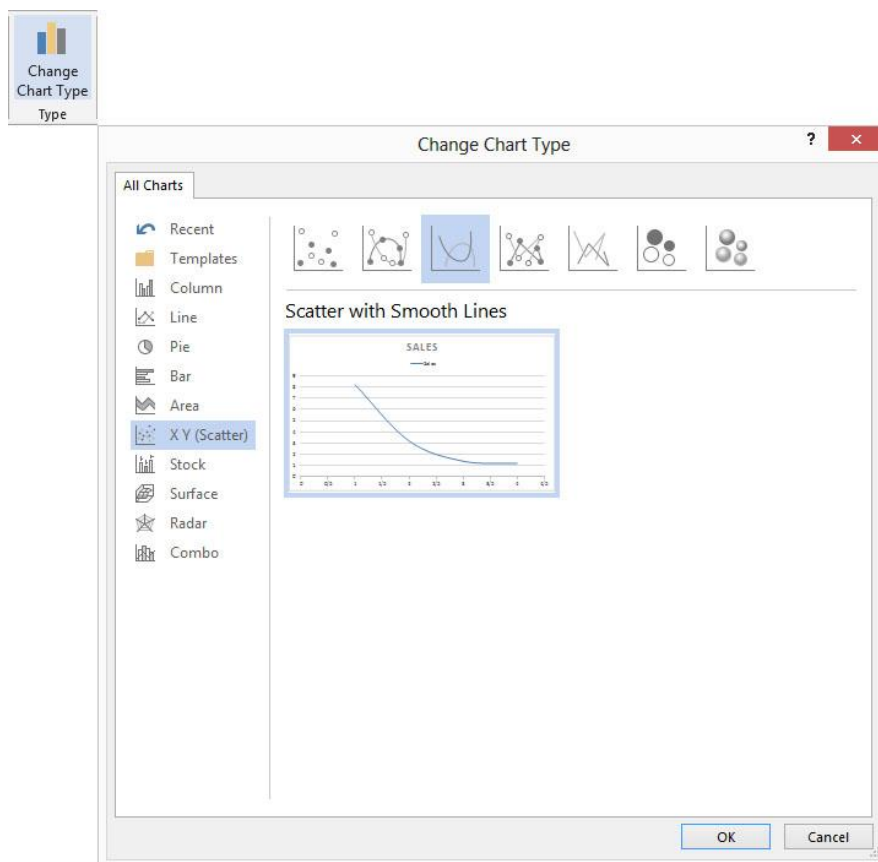 Change
Chart Type
Type
Change Chart Type
?
All Charts
Recent
Templates
Column
Line
Pie
Bar
Area
X Y (Scatter)
Stock
Surface
Radar
Combo
Scatter with Smooth Lines
SALES
Sales
OK
Cancel